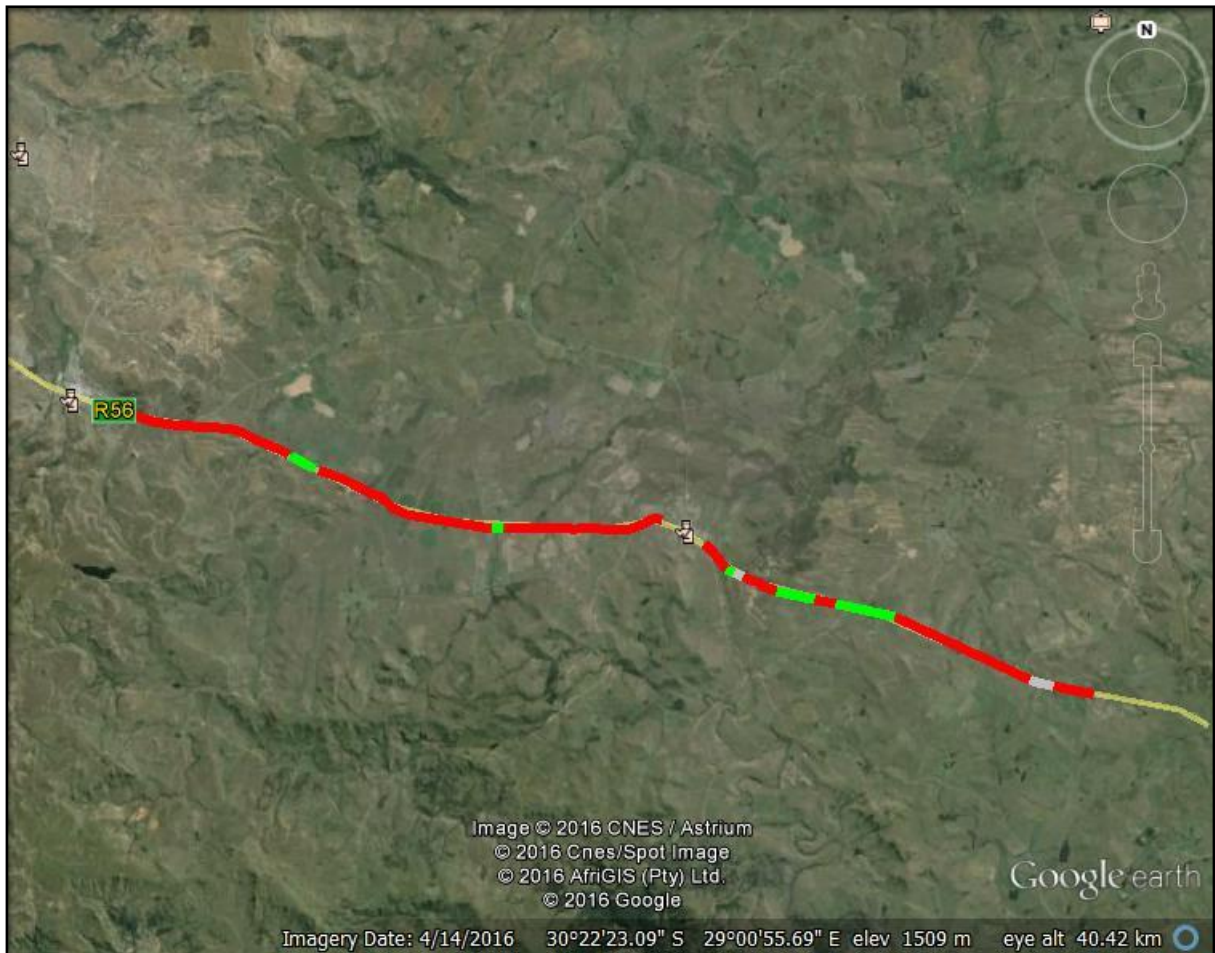 N
R56
Image © 2016 CNES / Astrium
© 2016 Cnes/Spot Image
© 2016 AfriGIS (Pty) Ltd.
© 2016 Google
Google earth
Imagery Date: 4/14/2016 30°22'23.09" S 29°00'55.69" E elev 1509 m eye alt 40.42 km